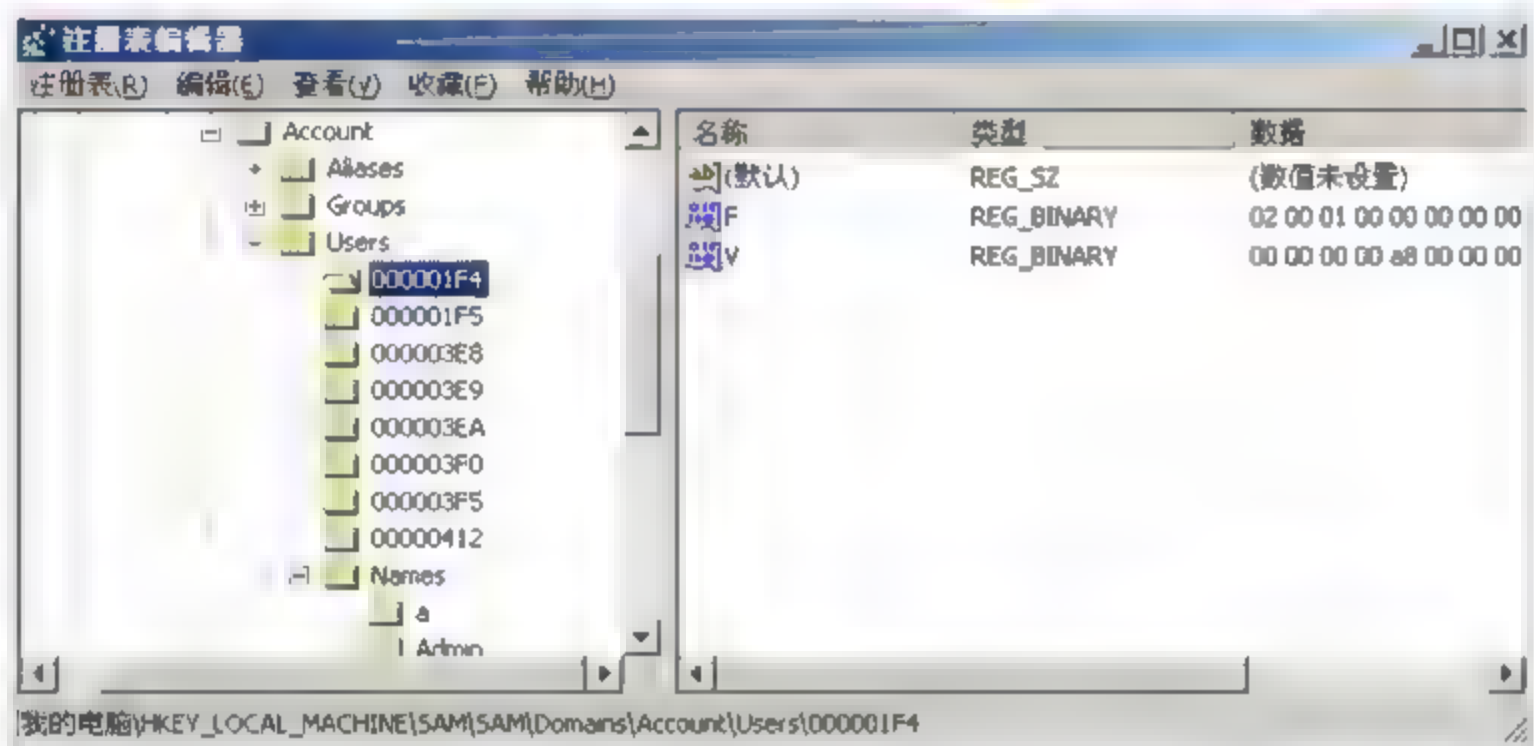 注册表编辑器
注册表(R) 编辑(E) 查看(V) 收藏(F) 帮助(H)
Account
Aliases
Groups
Users
000001F4
000001F5
000003E8
000003E9
000003EA
000003F0
000003F5
00000412
Names
a
Admin
名称 类型 数据
(默认) REG_SZ (数值未设置)
F REG_BINARY 02 00 01 00 00 00 00 00
V REG_BINARY 00 00 00 00 a8 00 00 00
我的电脑\HKEY_LOCAL_MACHINE\SAM\SAM\Domains\Account\Users\000001F4